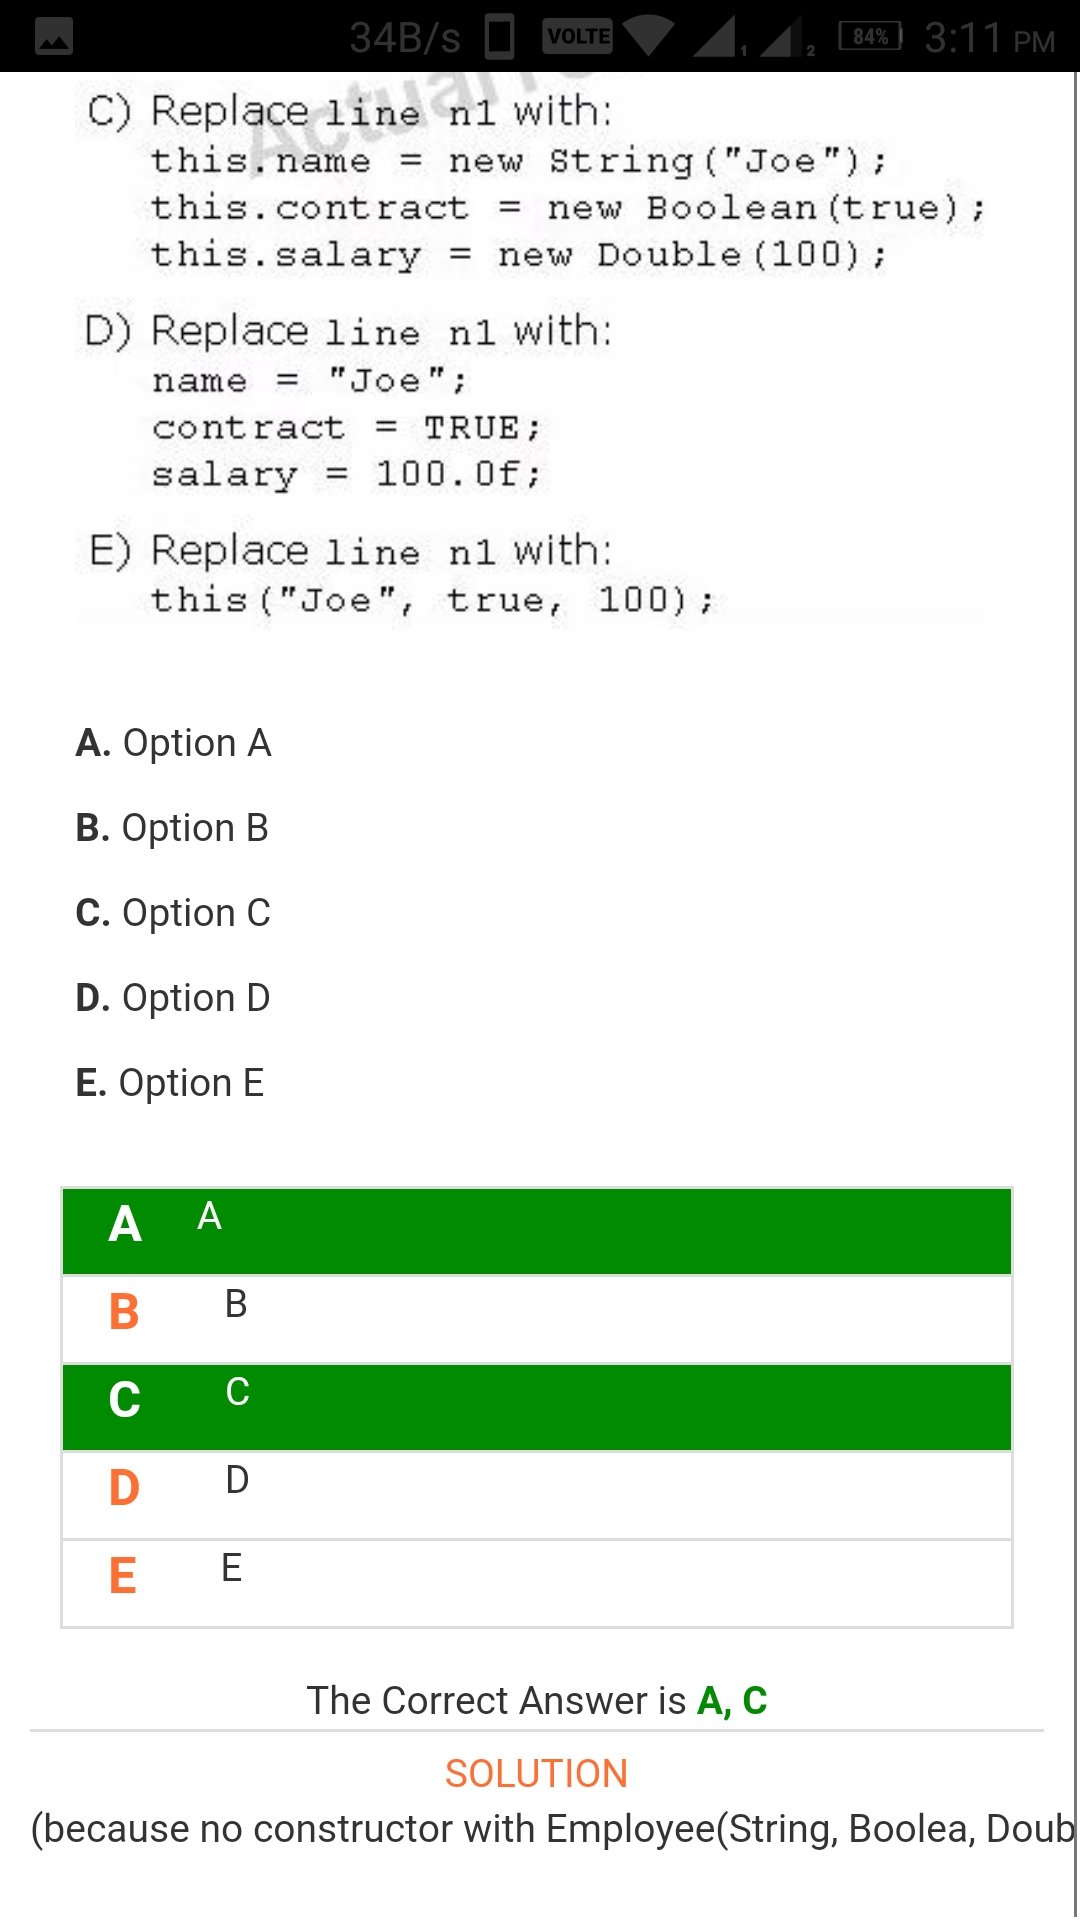 34B/s VOLTE 1 2 84% 3:11 PM
C) Replace line n1 with:
this.name = new String("Joe");
this.contract = new Boolean(true);
this.salary = new Double(100);
D) Replace line n1 with:
name = "Joe";
contract = TRUE;
salary = 100.0f;
E) Replace line n1 with:
this("Joe", true, 100);
A. Option A
B. Option B
C. Option C
D. Option D
E. Option E
A A
B B
C C
D D
E E
The Correct Answer is A, C
SOLUTION
(because no constructor with Employee(String, Boolea, Doub